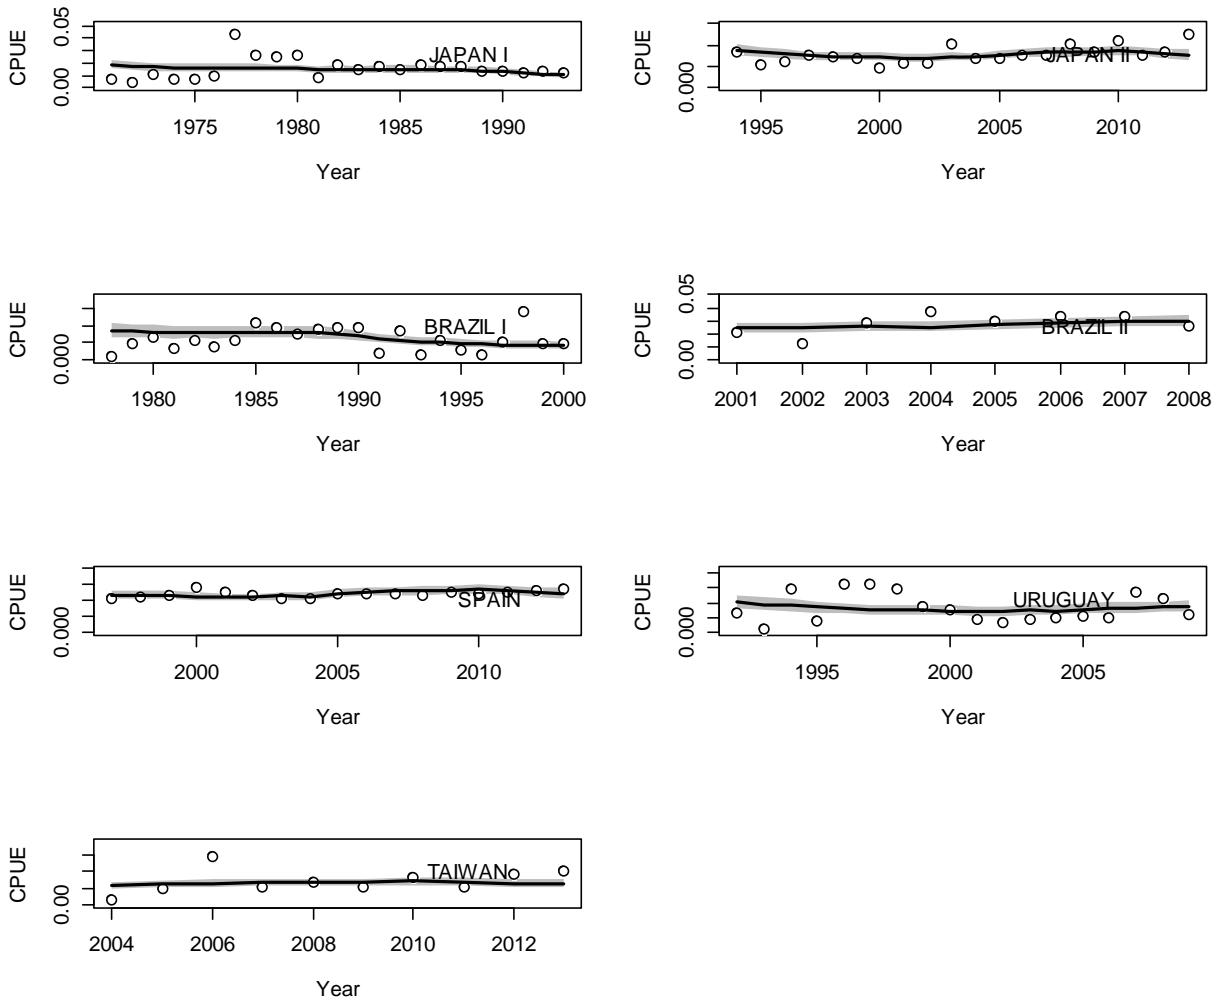 CPUE
0.05
0.00
JAPAN I
1975 1980 1985 1990
Year
CPUE
0.000
JAPAN II
1995 2000 2005 2010
Year
CPUE
0.000
BRAZIL I
1980 1985 1990 1995 2000
Year
CPUE
0.05
0.00
BRAZIL II
2001 2002 2003 2004 2005 2006 2007 2008
Year
CPUE
0.000
SPAIN
2000 2005 2010
Year
CPUE
0.000
URUGUAY
1995 2000 2005
Year
CPUE
0.00
TAIWAN
2004 2006 2008 2010 2012
Year